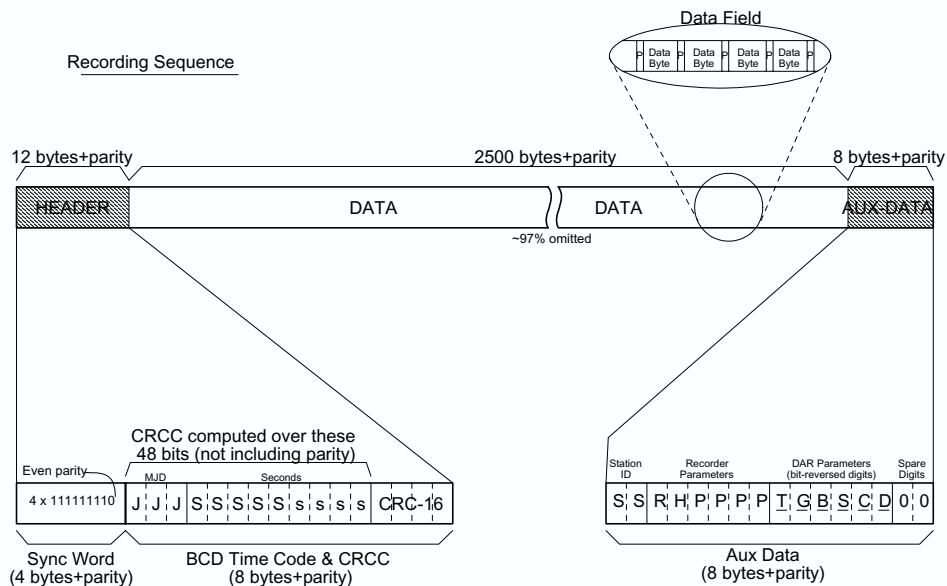 Data Field
P Data Byte P Data Byte P Data Byte P Data Byte P
Recording Sequence
12 bytes+parity
2500 bytes+parity
8 bytes+parity
HEADER
DATA
DATA
AUX-DATA
~97% omitted
CRCC computed over these
48 bits (not including parity)
Even parity
MJD
Seconds
4 x 111111110
J J J S S S S S s s s s CRC-16
Sync Word
(4 bytes+parity)
BCD Time Code & CRCC
(8 bytes+parity)
Station
ID
Recorder
Parameters
DAR Parameters
(bit-reversed digits)
Spare
Digits
S S R H P P P P T G B S C D 0 0
Aux Data
(8 bytes+parity)